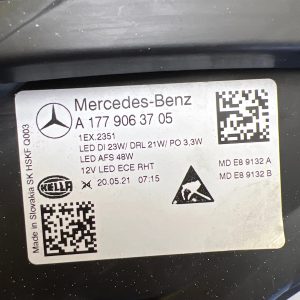 Mercedes-Benz
A 177 906 37 05
1EX.2351
LED DI 23W/ DRL 21W/ PO 3,3W
LED AFS 48W
12V LED ECE RHT
HELLA
20.05.21 07:15
MD E8 9132 A
MD E8 9132 B
Made in Slovakia SK HSKF Q003